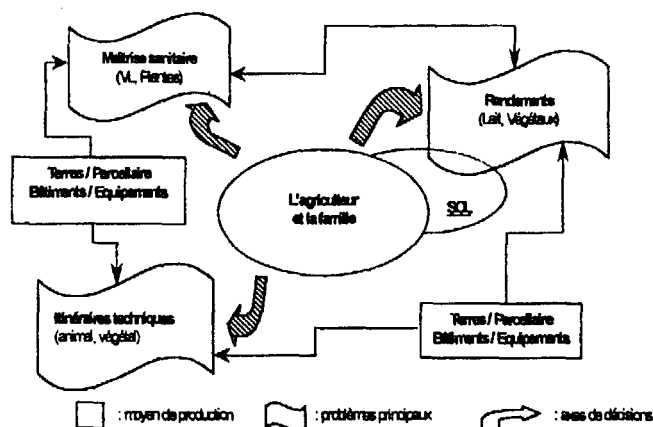 Maîtrise sanitaire
(VL, Plantes)
Rendements
(Lait, Végétaux)
Terres / Parcellaire
Bâtiments / Equipements
L'agriculteur
et la famille
SOL
Itinéraires techniques
(animal, végétal)
Terres / Parcellaire
Bâtiments / Equipements
: moyen de production
: problèmes principaux
: axes de décisions